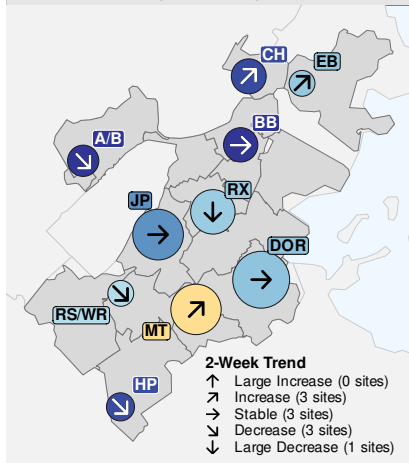 CH
EB
A/B
BB
RX
JP
DOR
RS/WR
MT
HP
2-Week Trend
↑ Large Increase (0 sites)
↗ Increase (3 sites)
→ Stable (3 sites)
↘ Decrease (3 sites)
↓ Large Decrease (1 sites)